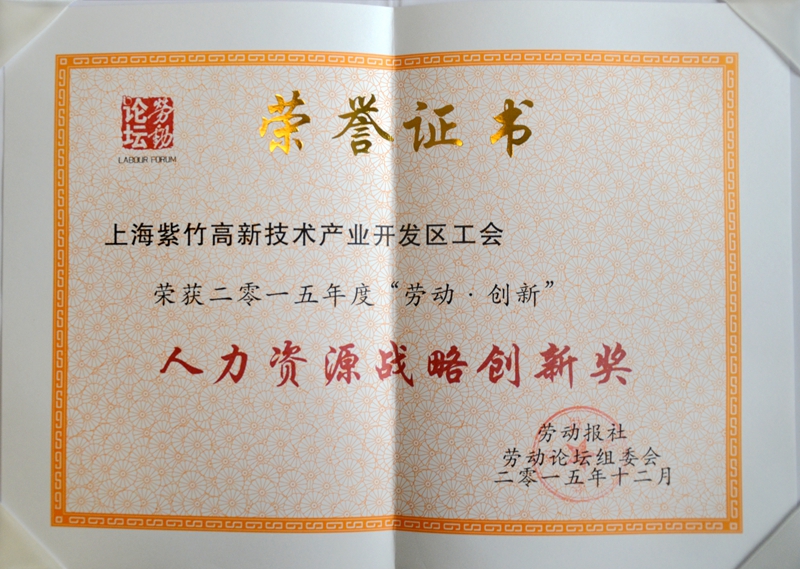 劳动论坛
LABOUR FORUM
荣誉证书
上海紫竹高新技术产业开发区工会
荣获二零一五年度“劳动·创新”
人力资源战略创新奖
劳动报社
劳动论坛组委会
二零一五年十二月